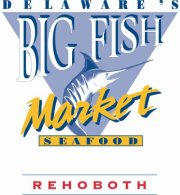 DELAWARE'S
BIG FISH
Market
SEAFOOD
REHOBOTH